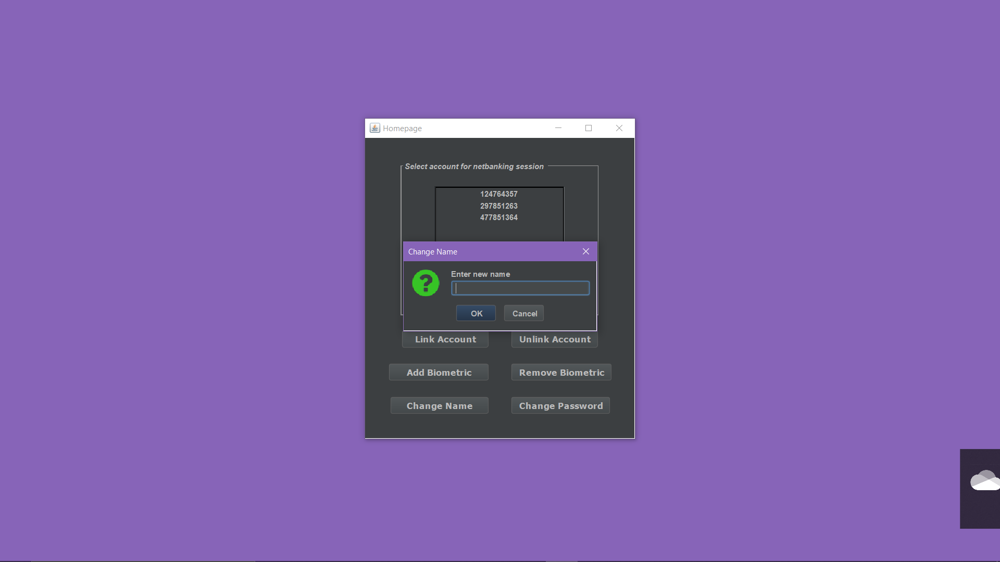 Homepage
Select account for netbanking session
124764357
297851263
477851364
Change Name
Enter new name
OK Cancel
Link Account Unlink Account
Add Biometric Remove Biometric
Change Name Change Password